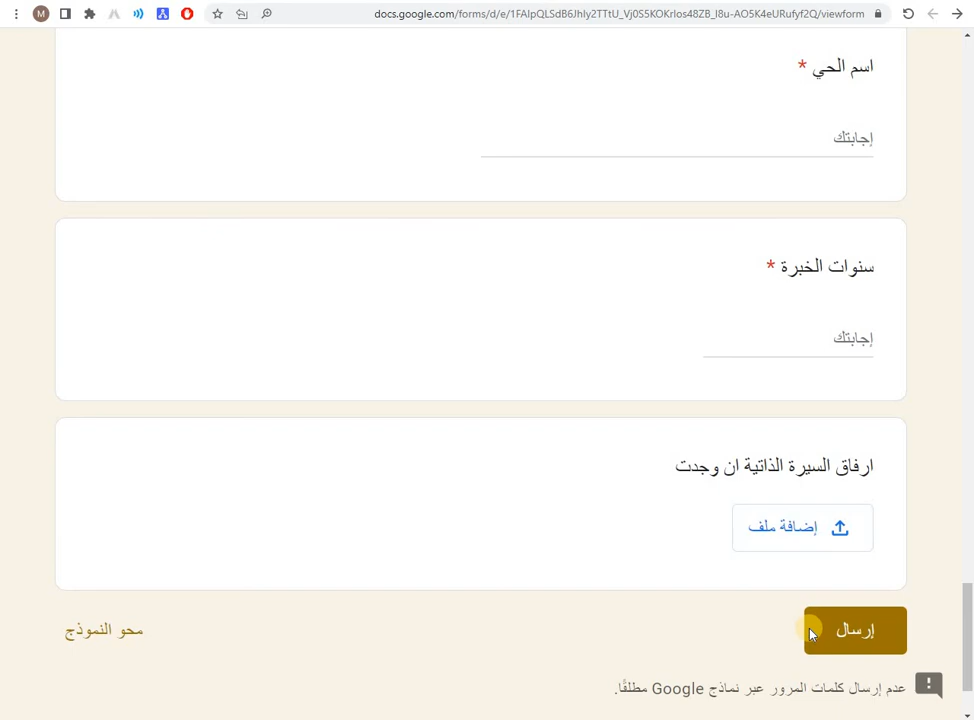 docs.google.com/forms/d/e/1FAIpQLSdB6JhIy2TTtU_Vj0S5KOKrIos48ZB_I8u-AO5K4eURufyf2Q/viewform
M
اسم الحي *
إجابتك
سنوات الخبرة *
إجابتك
ارفاق السيرة الذاتية ان وجدت
إضافة ملف
إرسال
محو النموذج
عدم إرسال كلمات المرور عبر نماذج Google مطلقًا.